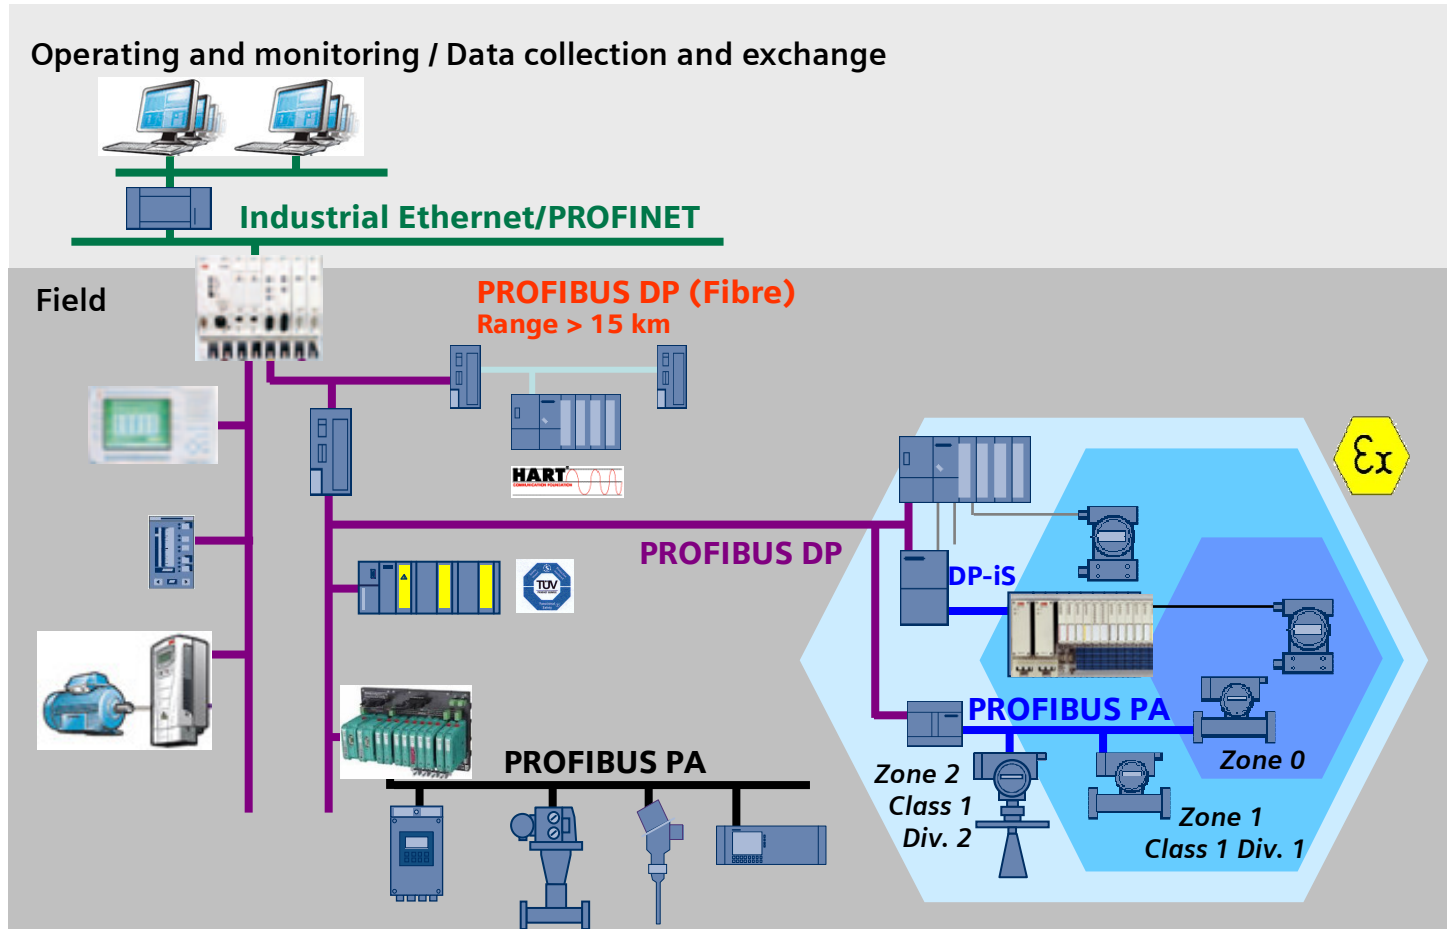 Operating and monitoring / Data collection and exchange
Industrial Ethernet/PROFINET
Field
PROFIBUS DP (Fibre)
Range > 15 km
HART
COMMUNICATION FOUNDATION
Ex
PROFIBUS DP
DP-iS
TÜV
PROFIBUS PA
PROFIBUS PA
Zone 0
Zone 2
Class 1
Div. 2
Zone 1
Class 1 Div. 1